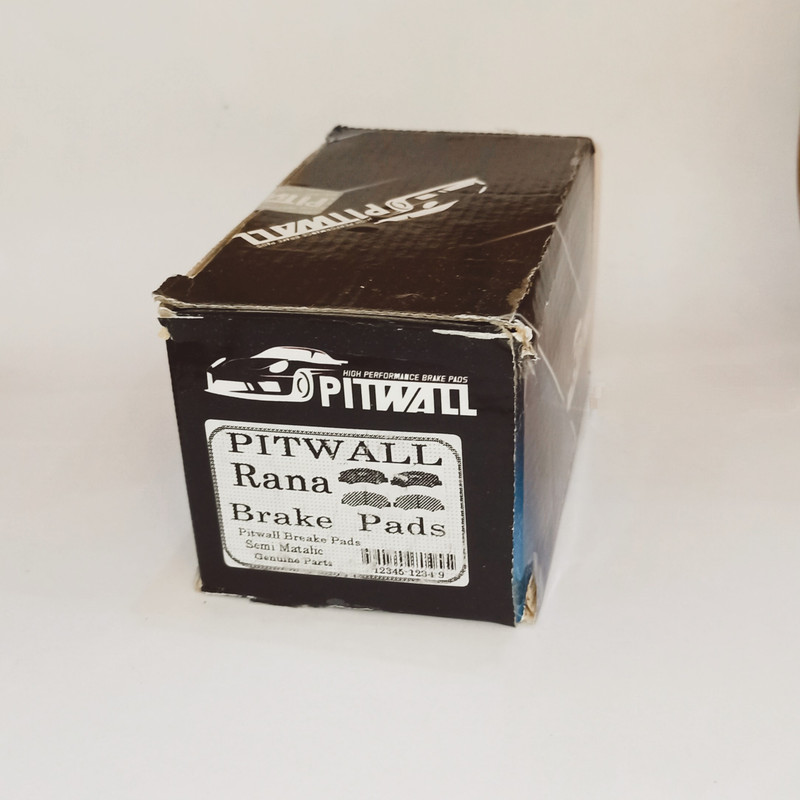 PITWALL
HIGH PERFORMANCE BRAKE PADS
PITWALL
PITWALL
Rana
Brake Pads
Pitwall Breake Pads
Semi Matalic
Genuine Parts
12345-1234 9